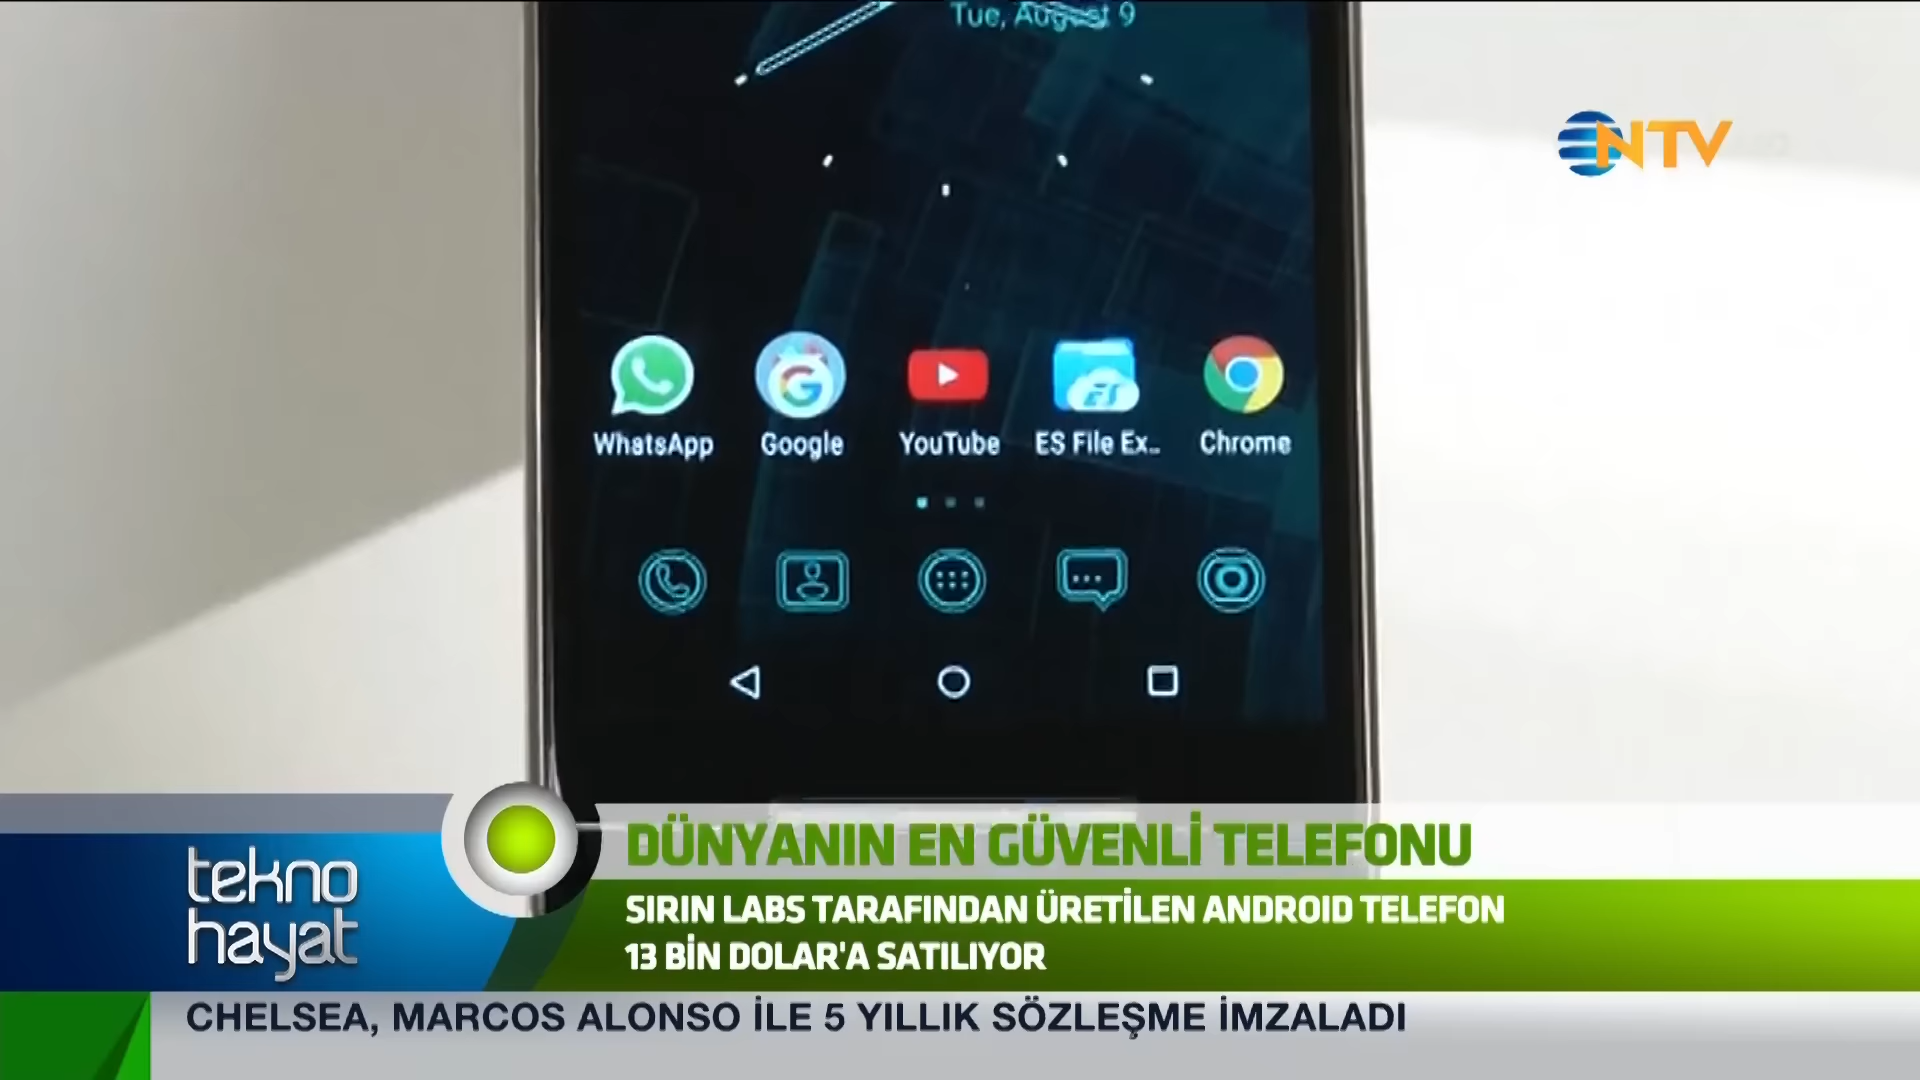 Tue, August 9
NTV
WhatsApp
Google
YouTube
ES File Ex..
Chrome
DÜNYANIN EN GÜVENLİ TELEFONU
SIRIN LABS TARAFINDAN ÜRETİLEN ANDROID TELEFON
13 BİN DOLAR'A SATILIYOR
tekno
hayat
CHELSEA, MARCOS ALONSO İLE 5 YILLIK SÖZLEŞME İMZALADI